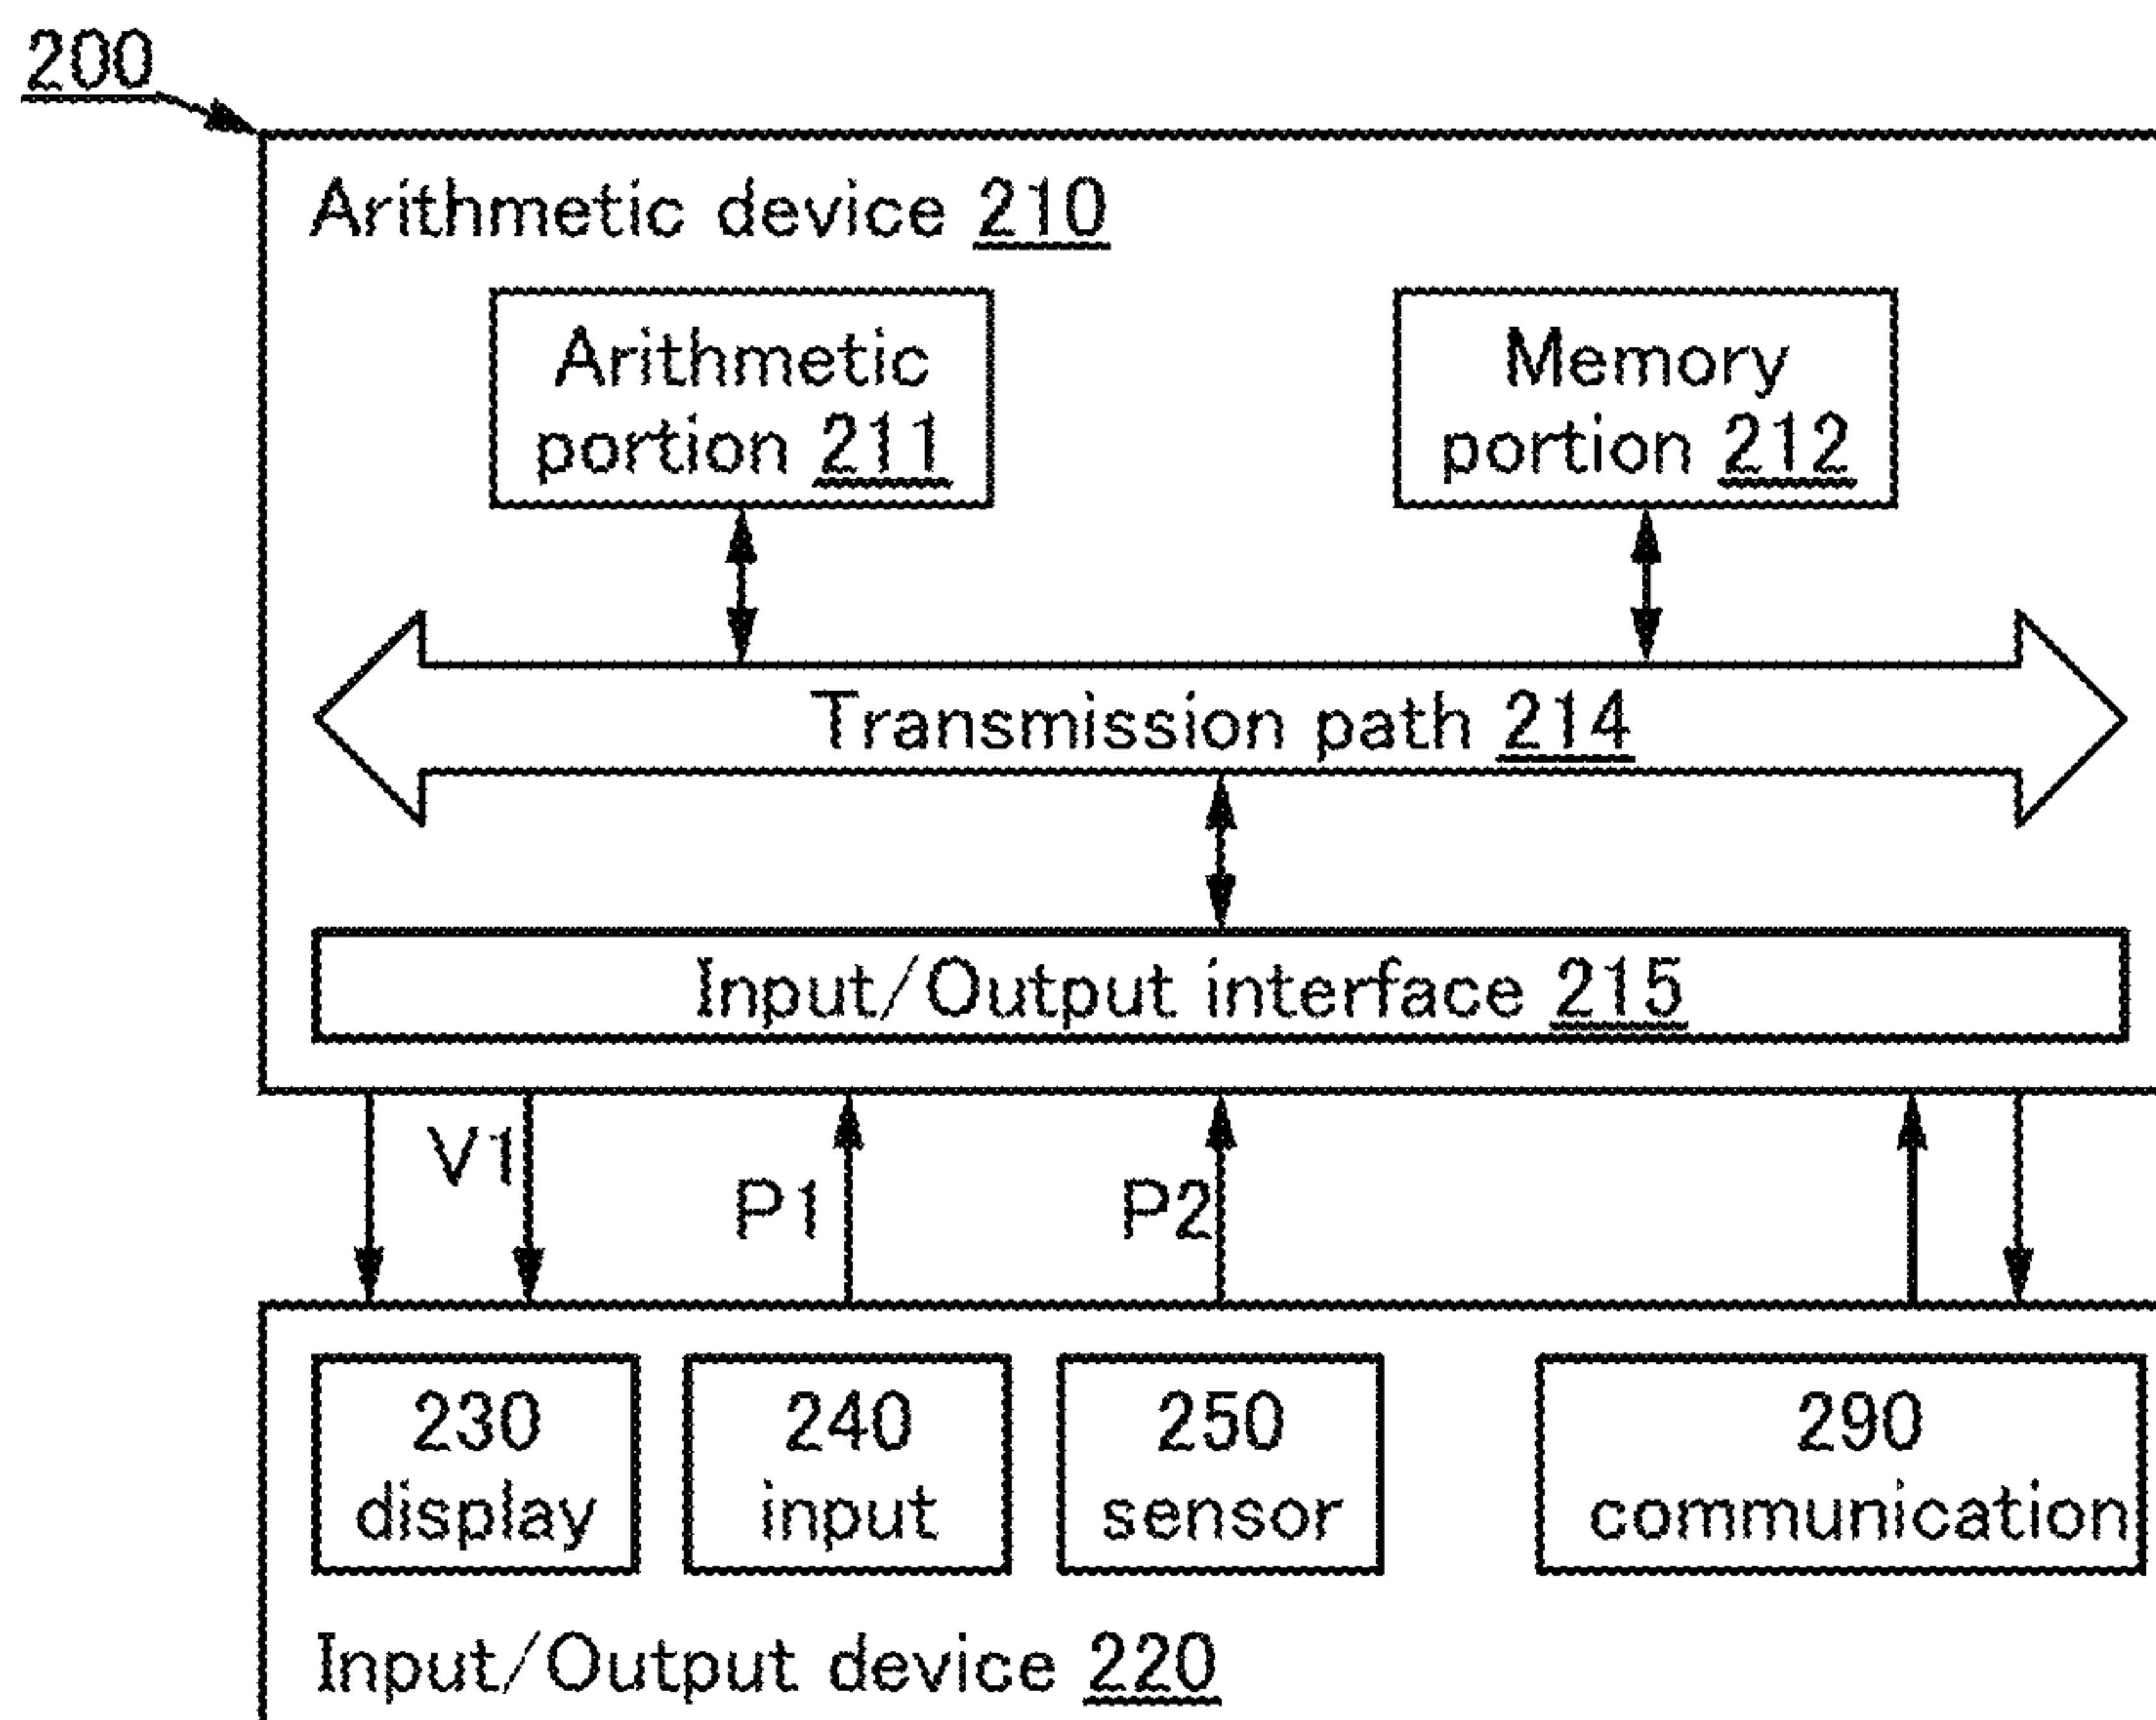 200
Arithmetic device 210
Arithmetic
portion 211
Memory
portion 212
Transmission path 214
Input/Output interface 215
V1
P1
P2
230
display
240
input
250
sensor
290
communication
Input/Output device 220